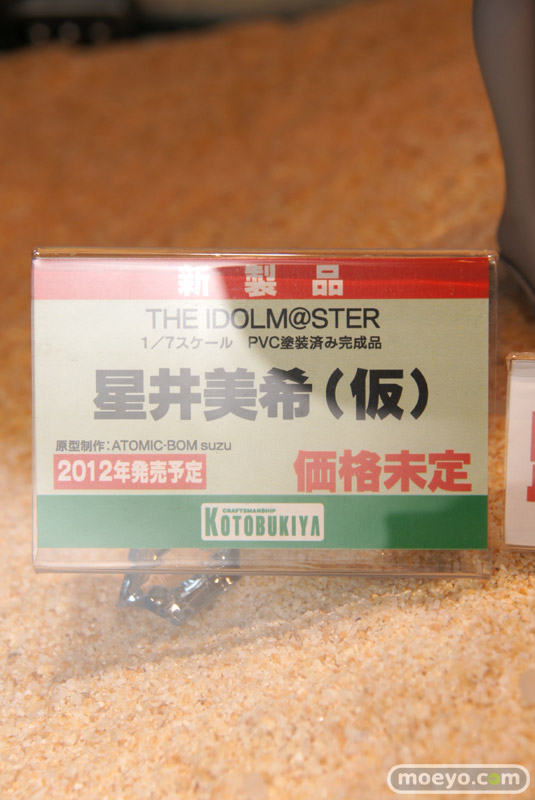 新製品
THE IDOLM@STER
1/7スケール PVC塗装済み完成品
星井美希(仮)
原型制作:ATOMIC-BOM suzu
2012年発売予定
価格未定
CRAFTSMANSHIP
KOTOBUKIYA
moeyo.com